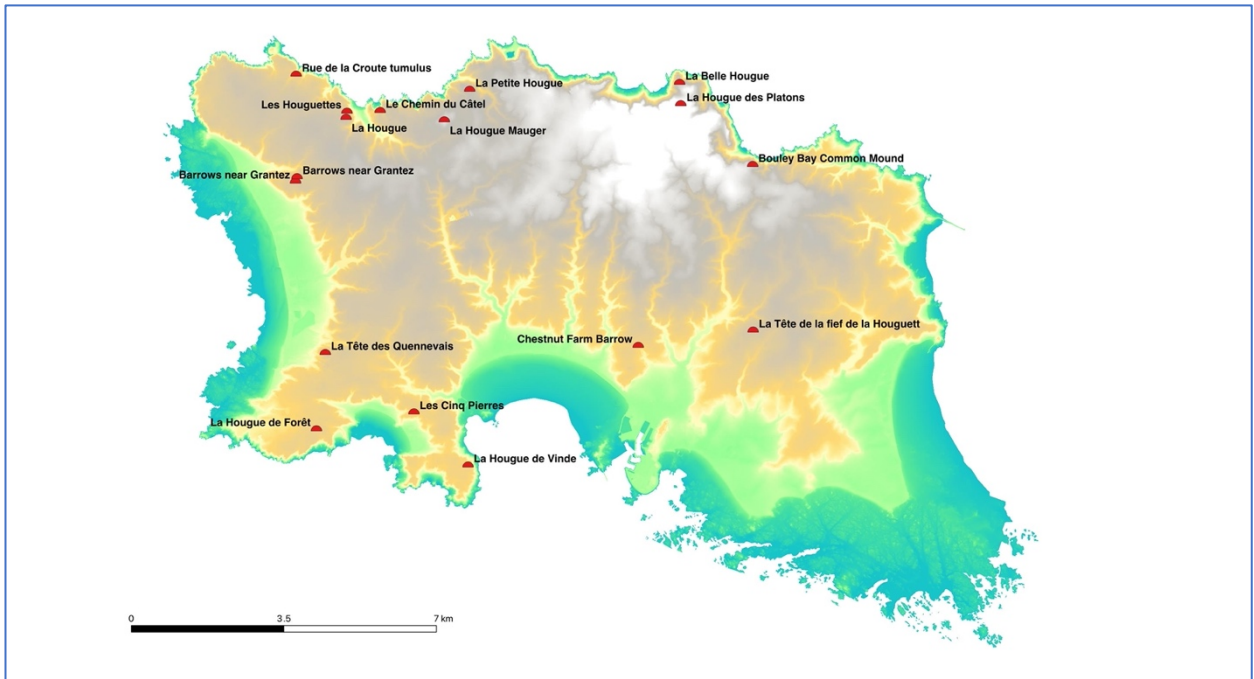 Rue de la Croute tumulus
La Petite Hougue
La Belle Hougue
Les Houguettes
Le Chemin du Câtel
La Hougue des Platons
La Hougue
La Hougue Mauger
Bouley Bay Common Mound
Barrows near Grantez
Barrows near Grantez
La Tête de la fief de la Houguett
Chestnut Farm Barrow
La Tête des Quennevais
Les Cinq Pierres
La Hougue de Forêt
La Hougue de Vinde
0 3.5 7 km